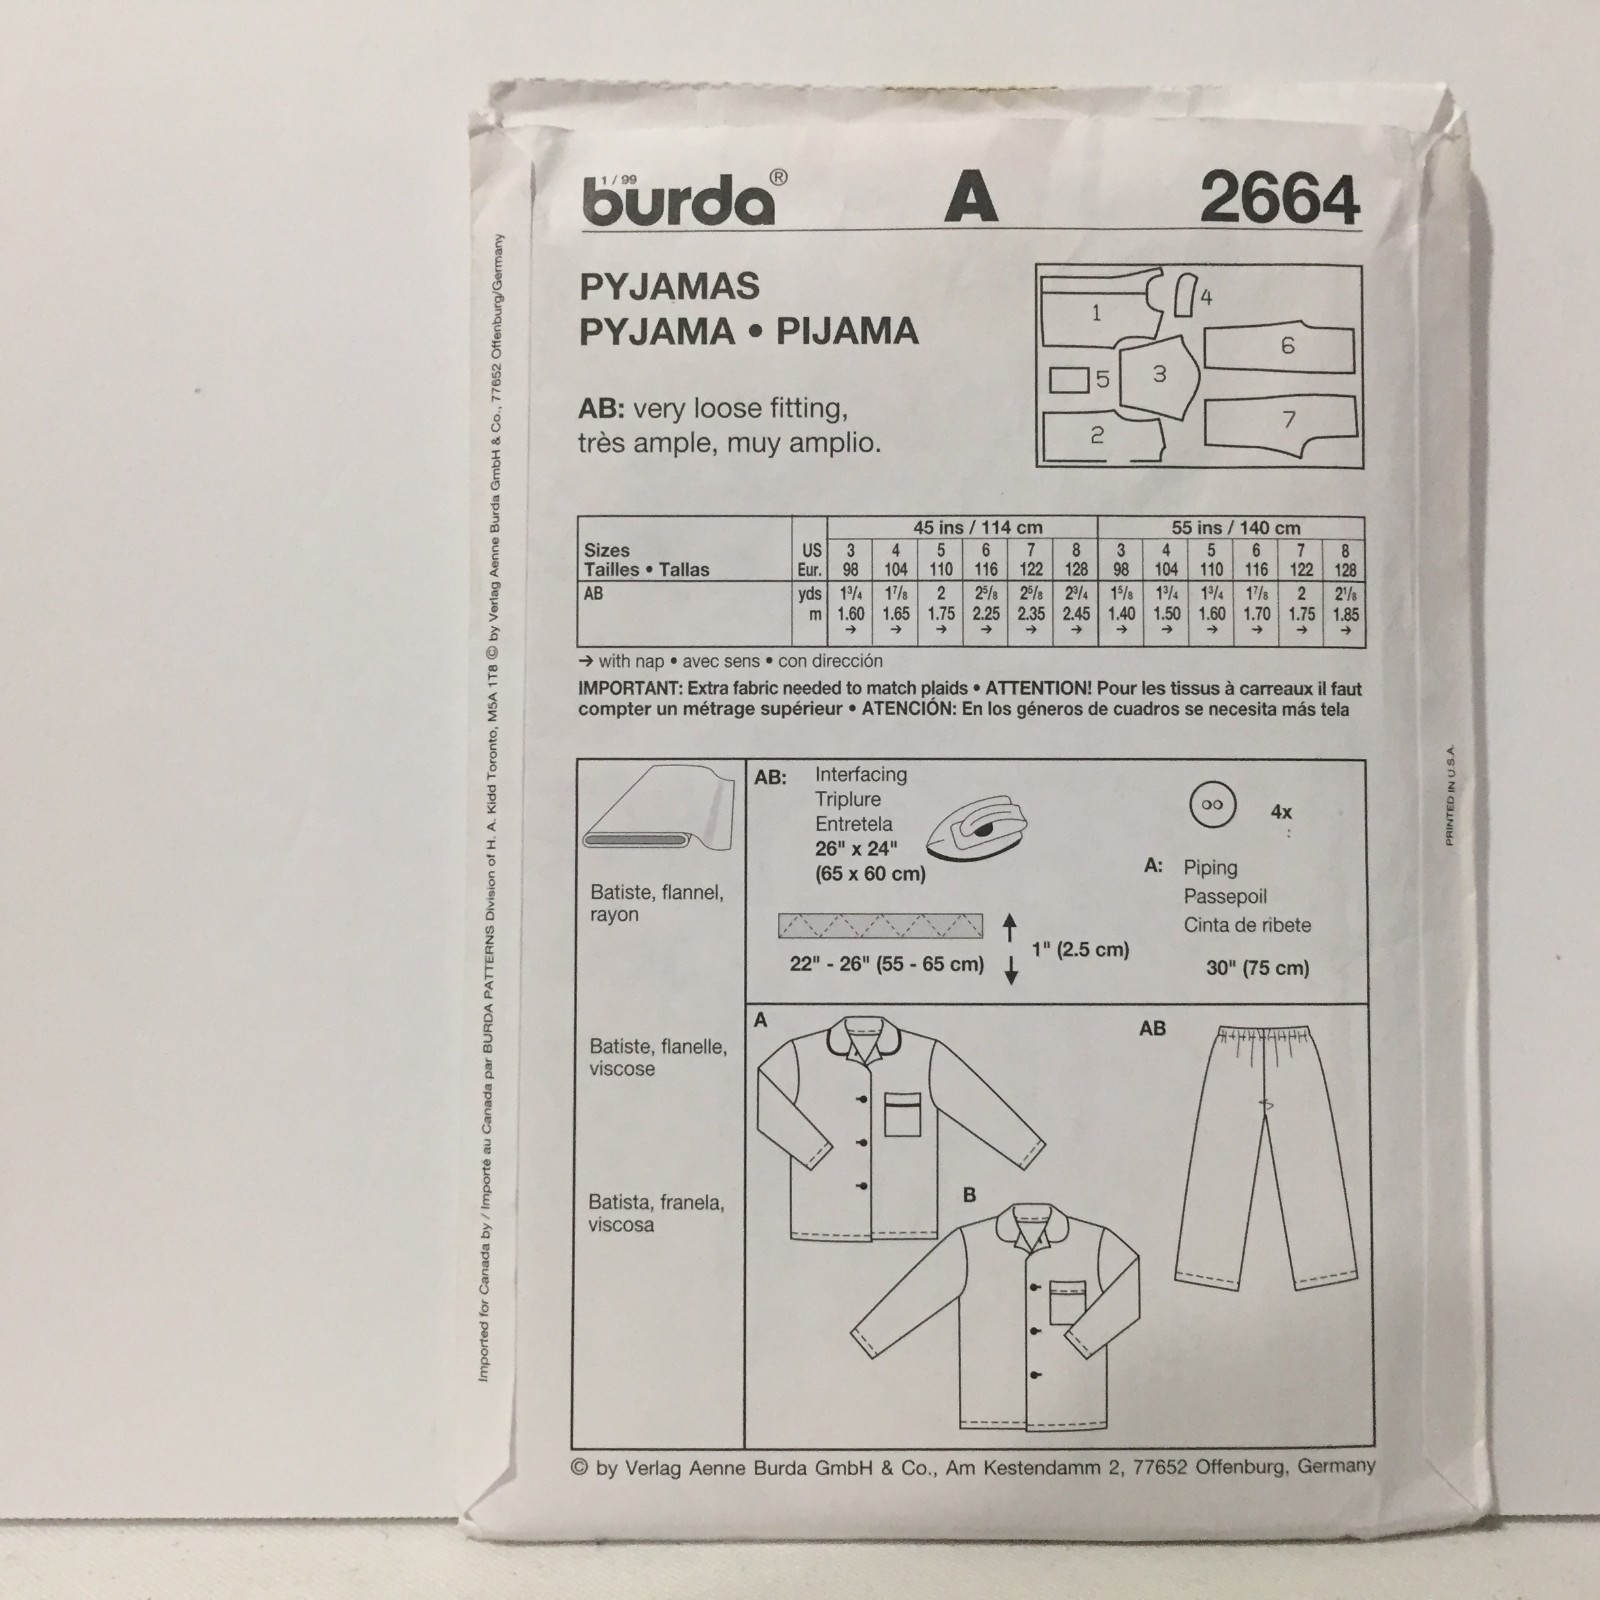 1 / 99
burda® A 2664
PYJAMAS
PYJAMA • PIJAMA
AB: very loose fitting,
très ample, muy amplio.
1
4
6
5
3
7
2
45 ins / 114 cm 55 ins / 140 cm
Sizes US 3 4 5 6 7 8 3 4 5 6 7 8
Tailles • Tallas Eur. 98 104 110 116 122 128 98 104 110 116 122 128
AB yds 1³/₄ 1⁷/₈ 2 2⁵/₈ 2⁵/₈ 2³/₄ 1⁵/₈ 1³/₄ 1³/₄ 1⁷/₈ 2 2¹/₈
m 1.60 1.65 1.75 2.25 2.35 2.45 1.40 1.50 1.60 1.70 1.75 1.85
→ → → → → → → → → → → →
→ with nap • avec sens • con dirección
IMPORTANT: Extra fabric needed to match plaids • ATTENTION! Pour les tissus à carreaux il faut
compter un métrage supérieur • ATENCIÓN: En los géneros de cuadros se necesita más tela
Batiste, flannel,
rayon
Batiste, flanelle,
viscose
Batista, franela,
viscosa
AB: Interfacing
Triplure
Entretela
26" x 24"
(65 x 60 cm)
22" - 26" (55 - 65 cm)
1" (2.5 cm)
4x
A: Piping
Passepoil
Cinta de ribete
30" (75 cm)
A
AB
B
© by Verlag Aenne Burda GmbH & Co., Am Kestendamm 2, 77652 Offenburg, Germany
Imported for Canada by / Importé au Canada par BURDA PATTERNS Division of H. A. Kidd Toronto, M5A 1T8 © by Verlag Aenne Burda GmbH & Co., 77652 Offenburg/Germany
PRINTED IN U.S.A.